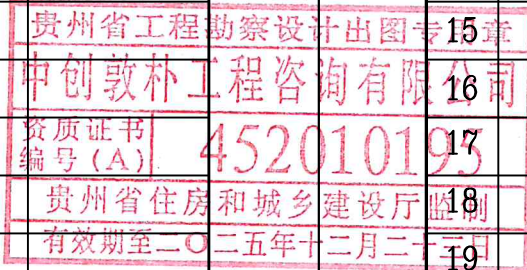 贵州省工程勘察设计出图专用章
15
中创敦朴工程咨询有限公司
16
资质证书
编号(A)
452010195
17
贵州省住房和城乡建设厅监制
18
有效期至二〇二五年十二月二十三日
19